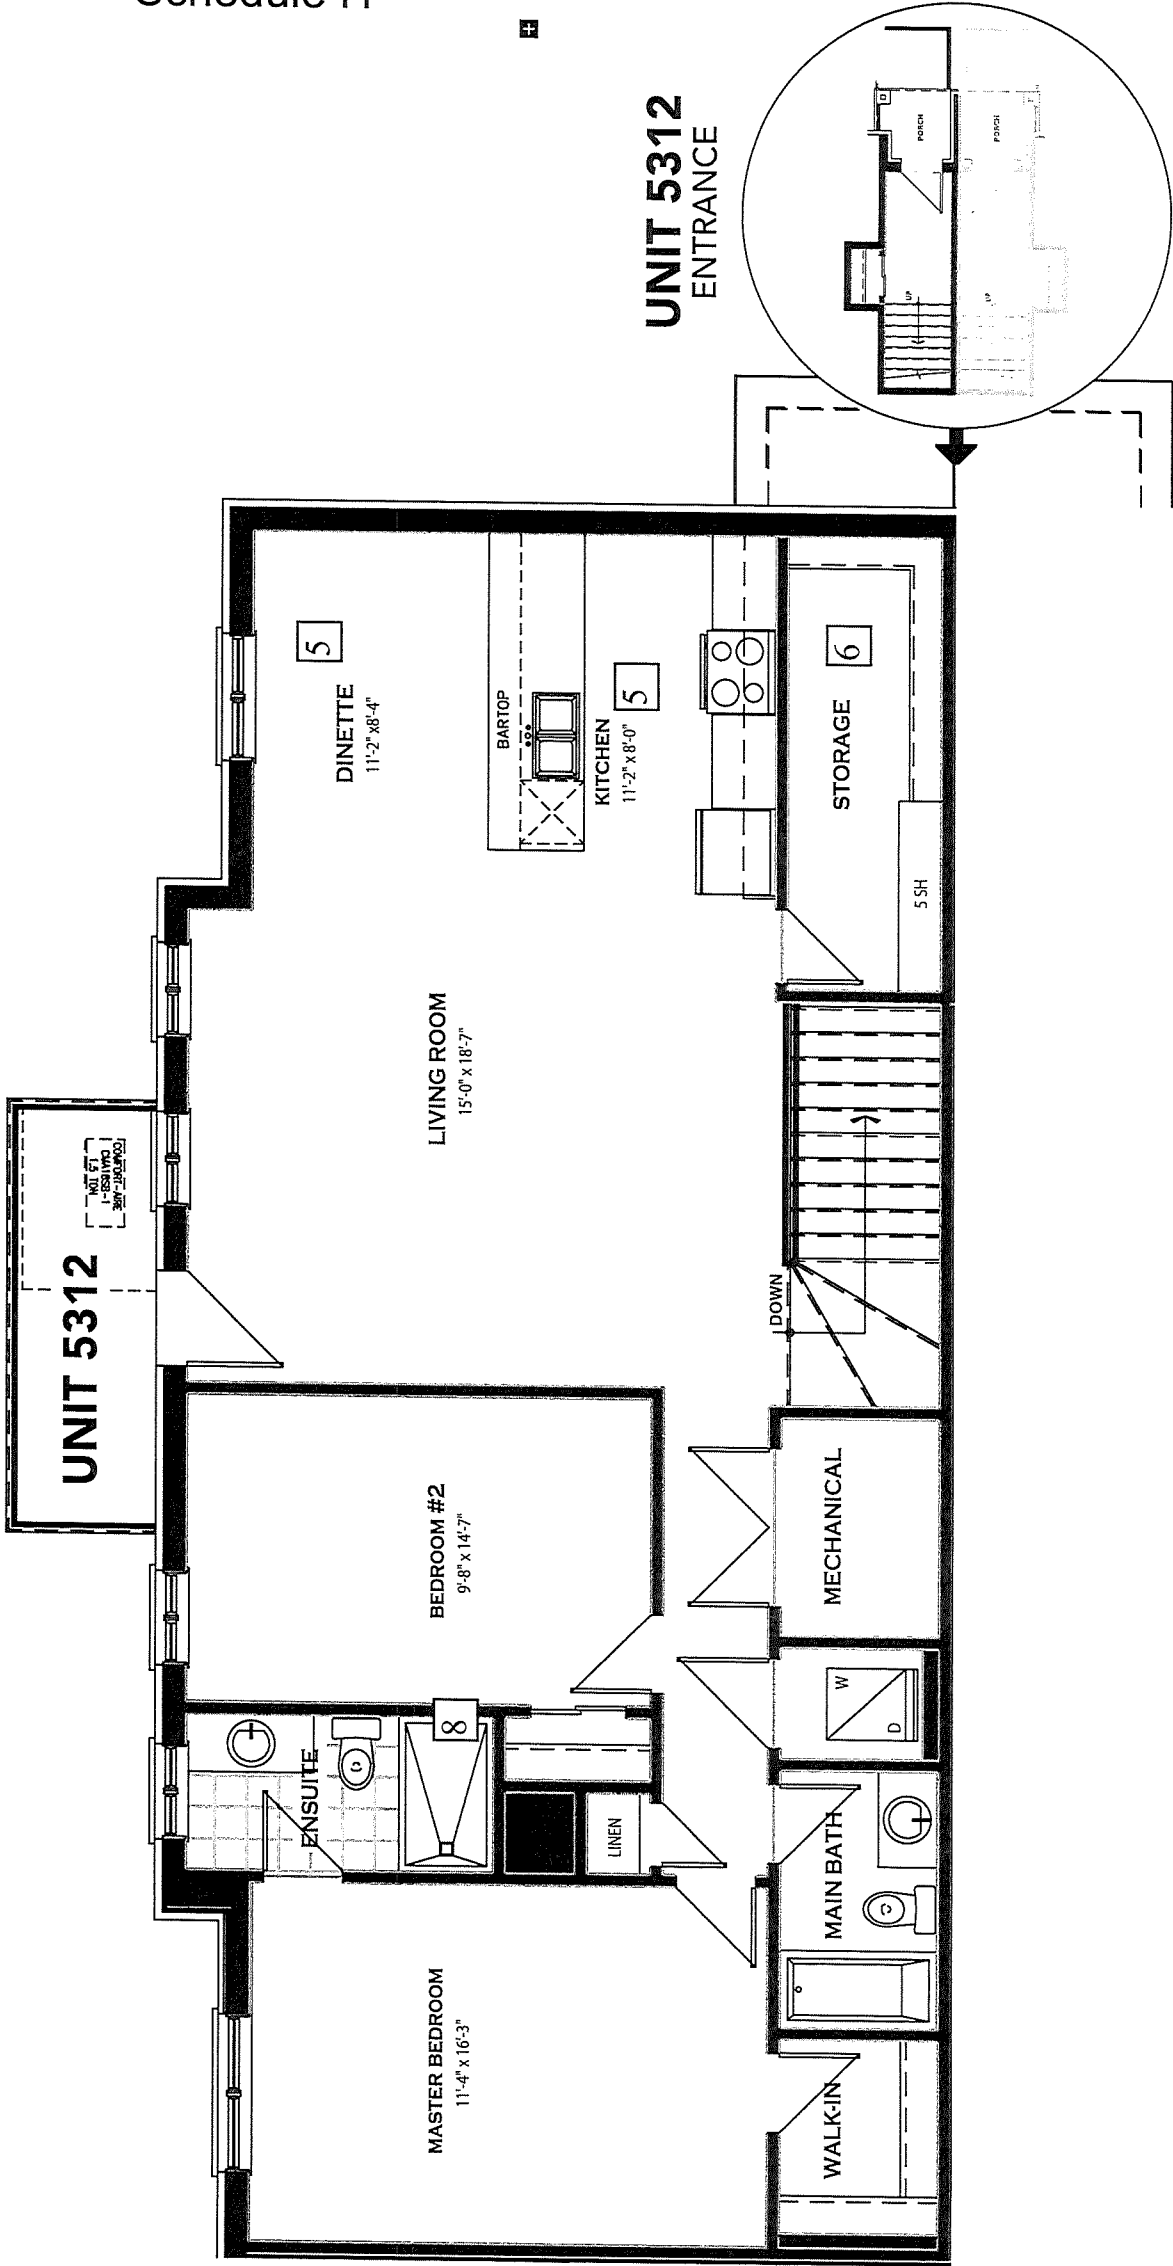 UNIT 5312
ENTRANCE
PORCH
PORCH
UP
UP
UNIT 5312
COMFORT-AIRE
1.5 TON
5
DINETTE
11'-2" x8'-4"
BARTOP
KITCHEN
11'-2" x 8'-0"
5
STORAGE
6
5 SH
LIVING ROOM
15'-0" x 18'-7"
DOWN
BEDROOM #2
9'-8" x 14'-7"
MECHANICAL
W
D
ENSUITE
8
LINEN
MAIN BATH
MASTER BEDROOM
11'-4" x 16'-3"
WALK-IN